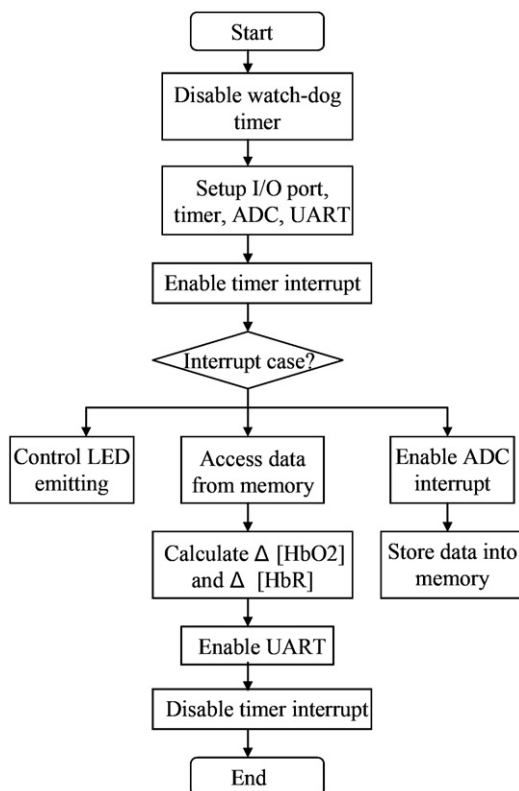 Start
Disable watch-dog
timer
Setup I/O port,
timer, ADC, UART
Enable timer interrupt
Interrupt case?
Control LED
emitting
Access data
from memory
Enable ADC
interrupt
Calculate Δ [HbO2]
and Δ [HbR]
Store data into
memory
Enable UART
Disable timer interrupt
End